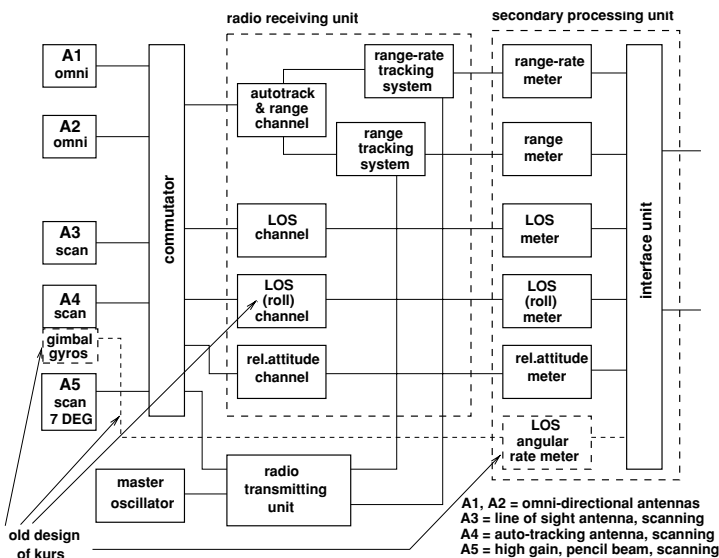 radio receiving unit
secondary processing unit
A1
omni
A2
omni
A3
scan
A4
scan
gimbal
gyros
A5
scan
7 DEG
commutator
autotrack
& range
channel
range-rate
tracking
system
range
tracking
system
LOS
channel
LOS
(roll)
channel
rel.attitude
channel
range-rate
meter
range
meter
LOS
meter
LOS
(roll)
meter
rel.attitude
meter
LOS
angular
rate meter
interface unit
master
oscillator
radio
transmitting
unit
old design
of kurs
A1, A2 = omni-directional antennas
A3 = line of sight antenna, scanning
A4 = auto-tracking antenna, scanning
A5 = high gain, pencil beam, scanning